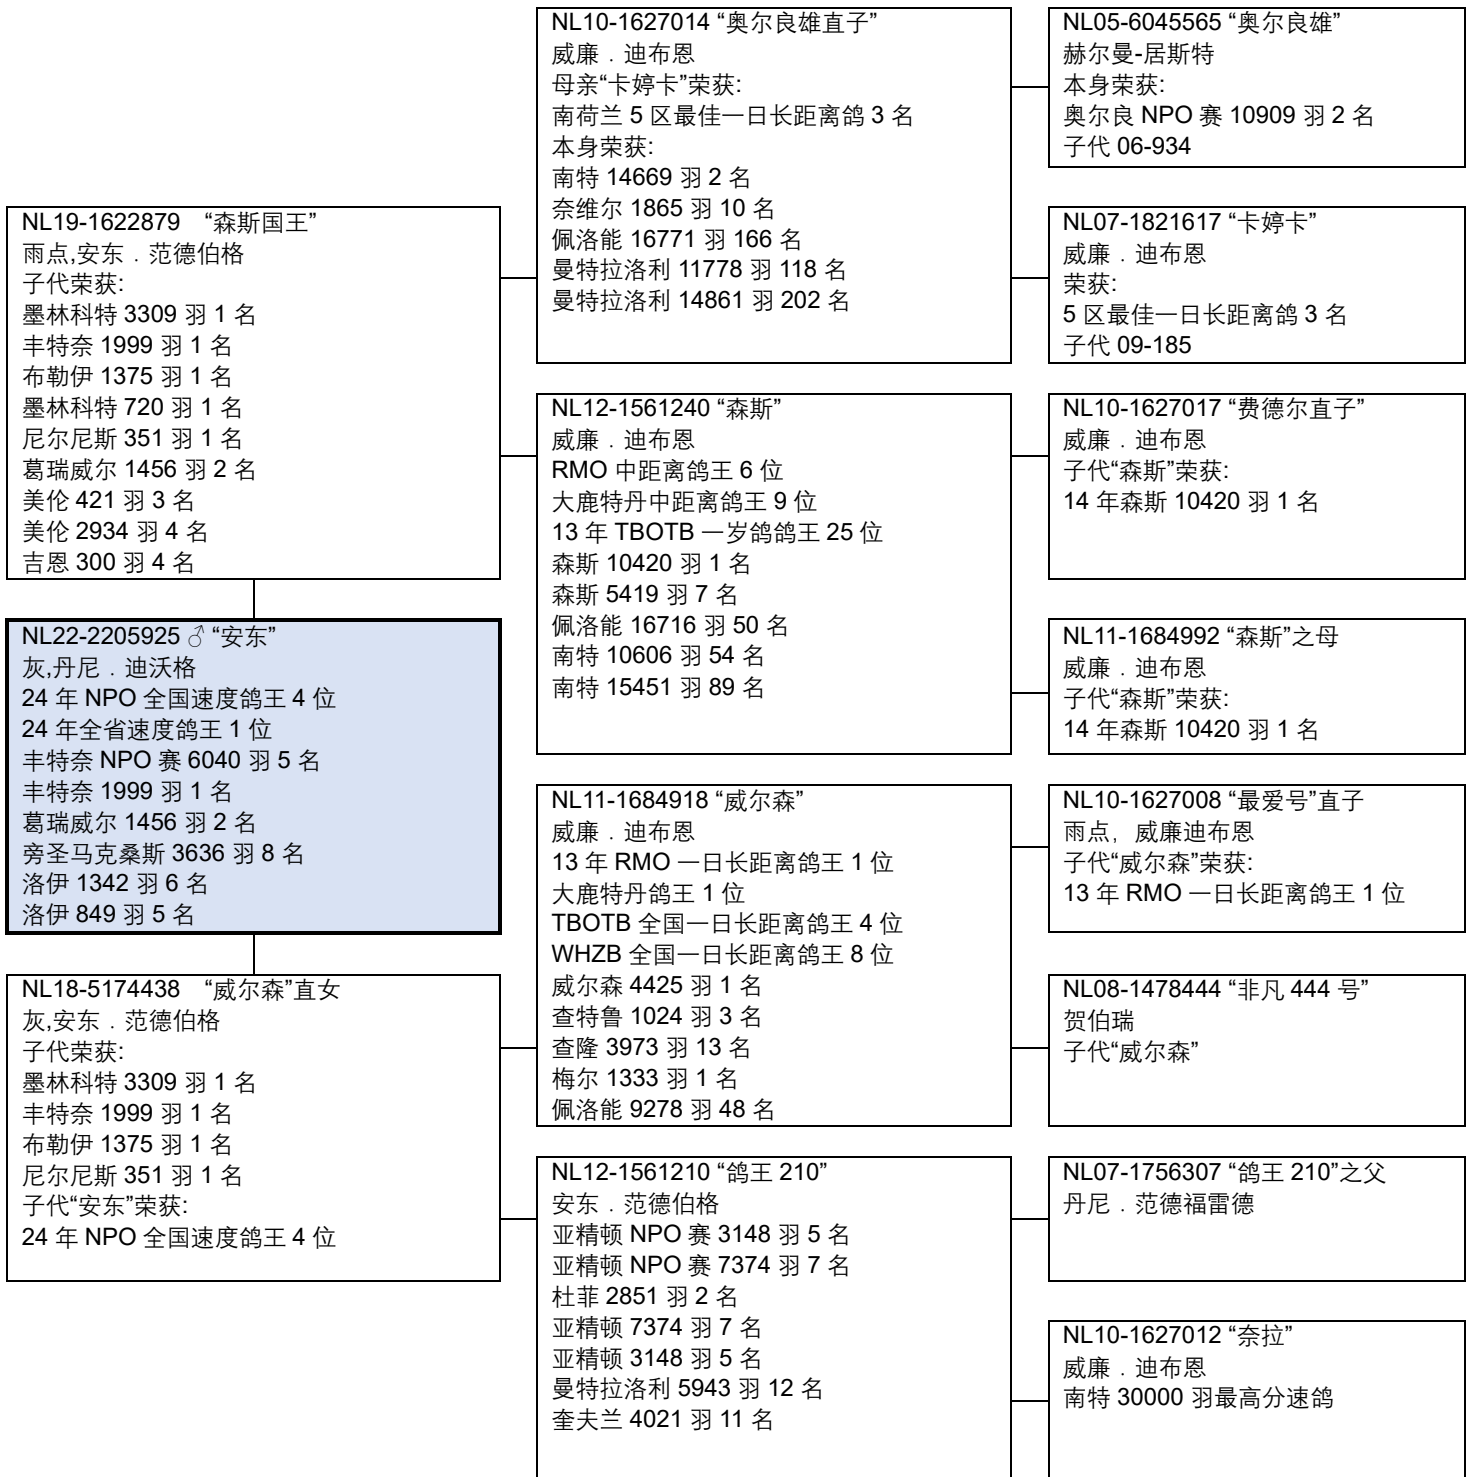 NL19-1622879 “森斯国王”
雨点,安东．范德伯格
子代荣获:
墨林科特 3309 羽 1 名
丰特奈 1999 羽 1 名
布勒伊 1375 羽 1 名
墨林科特 720 羽 1 名
尼尔尼斯 351 羽 1 名
葛瑞威尔 1456 羽 2 名
美伦 421 羽 3 名
美伦 2934 羽 4 名
吉恩 300 羽 4 名
NL22-2205925 ♂ “安东”
灰,丹尼．迪沃格
24 年 NPO 全国速度鸽王 4 位
24 年全省速度鸽王 1 位
丰特奈 NPO 赛 6040 羽 5 名
丰特奈 1999 羽 1 名
葛瑞威尔 1456 羽 2 名
旁圣马克桑斯 3636 羽 8 名
洛伊 1342 羽 6 名
洛伊 849 羽 5 名
NL18-5174438 “威尔森”直女
灰,安东．范德伯格
子代荣获:
墨林科特 3309 羽 1 名
丰特奈 1999 羽 1 名
布勒伊 1375 羽 1 名
尼尔尼斯 351 羽 1 名
子代“安东”荣获:
24 年 NPO 全国速度鸽王 4 位
NL10-1627014 “奥尔良雄直子”
威廉．迪布恩
母亲“卡婷卡”荣获:
南荷兰 5 区最佳一日长距离鸽 3 名
本身荣获:
南特 14669 羽 2 名
奈维尔 1865 羽 10 名
佩洛能 16771 羽 166 名
曼特拉洛利 11778 羽 118 名
曼特拉洛利 14861 羽 202 名
NL12-1561240 “森斯”
威廉．迪布恩
RMO 中距离鸽王 6 位
大鹿特丹中距离鸽王 9 位
13 年 TBOTB 一岁鸽鸽王 25 位
森斯 10420 羽 1 名
森斯 5419 羽 7 名
佩洛能 16716 羽 50 名
南特 10606 羽 54 名
南特 15451 羽 89 名
NL11-1684918 “威尔森”
威廉．迪布恩
13 年 RMO 一日长距离鸽王 1 位
大鹿特丹鸽王 1 位
TBOTB 全国一日长距离鸽王 4 位
WHZB 全国一日长距离鸽王 8 位
威尔森 4425 羽 1 名
查特鲁 1024 羽 3 名
查隆 3973 羽 13 名
梅尔 1333 羽 1 名
佩洛能 9278 羽 48 名
NL12-1561210 “鸽王 210”
安东．范德伯格
亚精顿 NPO 赛 3148 羽 5 名
亚精顿 NPO 赛 7374 羽 7 名
杜菲 2851 羽 2 名
亚精顿 7374 羽 7 名
亚精顿 3148 羽 5 名
曼特拉洛利 5943 羽 12 名
奎夫兰 4021 羽 11 名
NL05-6045565 “奥尔良雄”
赫尔曼-居斯特
本身荣获:
奥尔良 NPO 赛 10909 羽 2 名
子代 06-934
NL07-1821617 “卡婷卡”
威廉．迪布恩
荣获:
5 区最佳一日长距离鸽 3 名
子代 09-185
NL10-1627017 “费德尔直子”
威廉．迪布恩
子代“森斯”荣获:
14 年森斯 10420 羽 1 名
NL11-1684992 “森斯”之母
威廉．迪布恩
子代“森斯”荣获:
14 年森斯 10420 羽 1 名
NL10-1627008 “最爱号”直子
雨点，威廉迪布恩
子代“威尔森”荣获:
13 年 RMO 一日长距离鸽王 1 位
NL08-1478444 “非凡 444 号”
贺伯瑞
子代“威尔森”
NL07-1756307 “鸽王 210”之父
丹尼．范德福雷德
NL10-1627012 “奈拉”
威廉．迪布恩
南特 30000 羽最高分速鸽